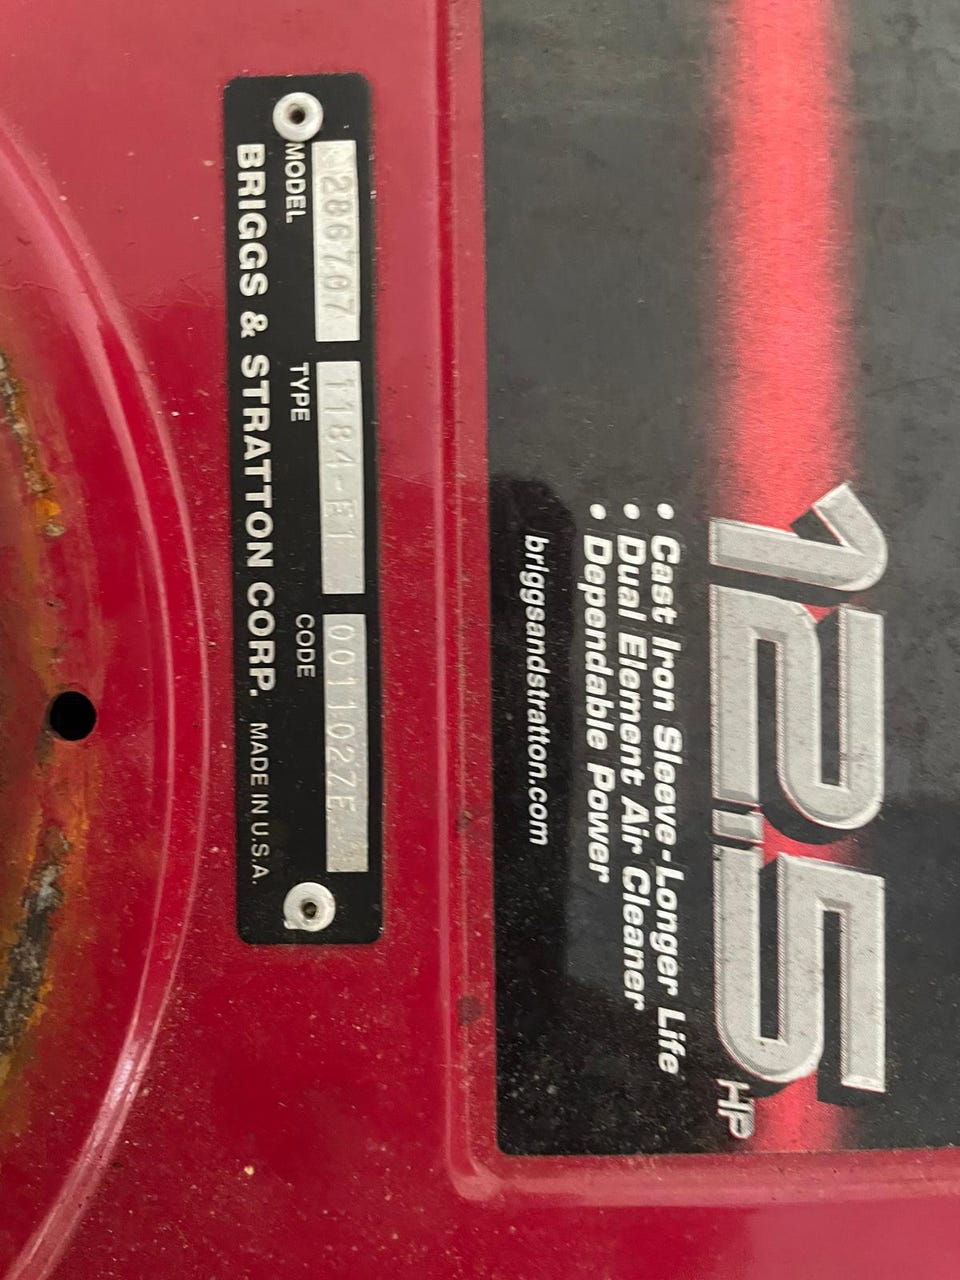 12.5 HP
• Cast Iron Sleeve-Longer Life
• Dual Element Air Cleaner
• Dependable Power
briggsandstratton.com
286707 1184-E1 001102ZE
MODEL TYPE CODE
BRIGGS & STRATTON CORP. MADE IN U.S.A.